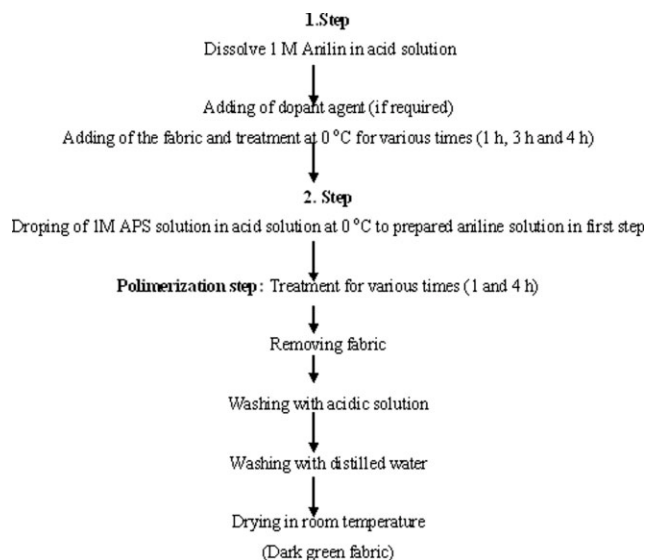 1.Step
Dissolve 1 M Anilin in acid solution
Adding of dopant agent (if required)
Adding of the fabric and treatment at 0 °C for various times (1 h, 3 h and 4 h)
2. Step
Droping of 1M APS solution in acid solution at 0 °C to prepared aniline solution in first step
Polimerization step: Treatment for various times (1 and 4 h)
Removing fabric
Washing with acidic solution
Washing with distilled water
Drying in room temperature
(Dark green fabric)